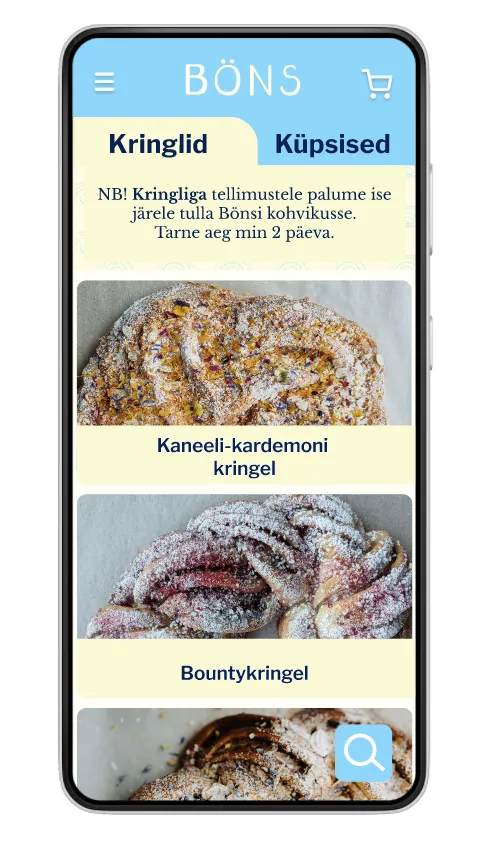 BÖNS
Kringlid
Küpsised
NB! Kringliga tellimustele palume ise
järele tulla Bönsi kohvikusse.
Tarne aeg min 2 päeva.
Kaneeli-kardemoni
kringel
Bountykringel